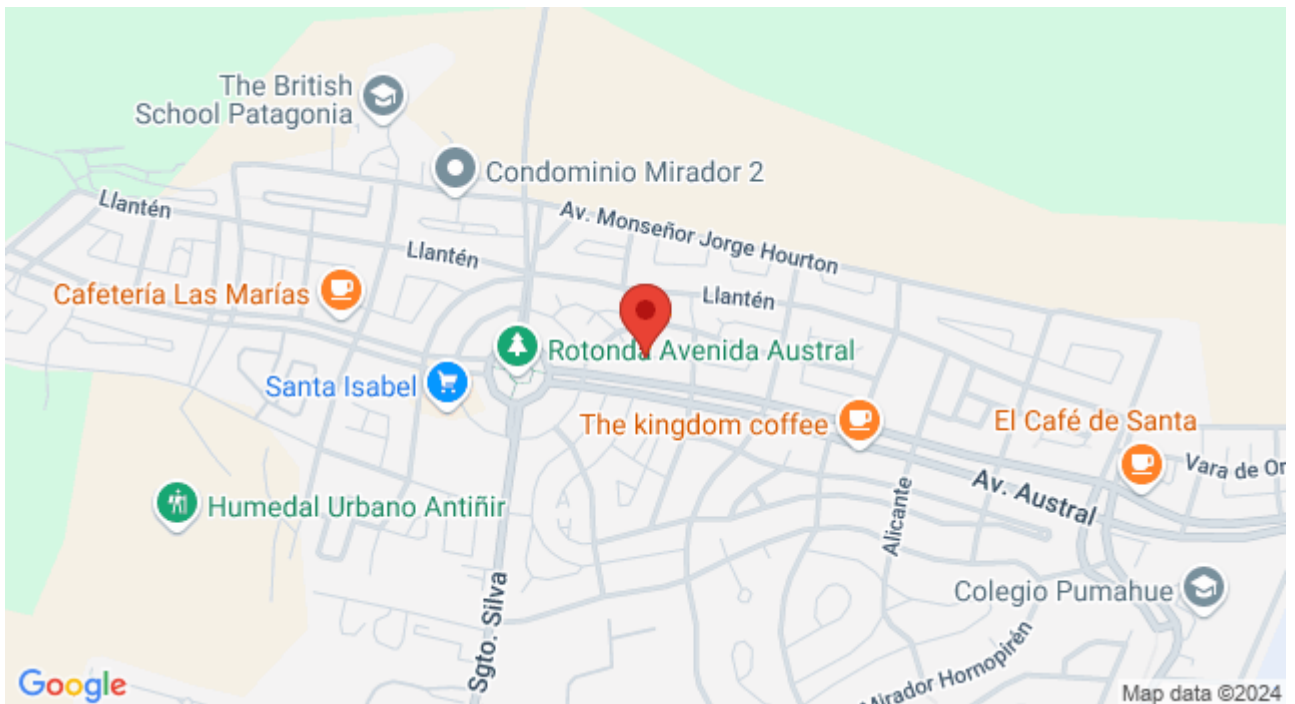 The British
School Patagonia
Condominio Mirador 2
Llantén
Av. Monseñor Jorge Hourton
Llantén
Cafetería Las Marías
Llantén
Rotonda Avenida Austral
Santa Isabel
The kingdom coffee
El Café de Santa
Vara de Or
Humedal Urbano Antiñir
Av. Austral
Alicante
Sgto. Silva
Colegio Pumahue
Mirador Hornopirén
Google
Map data ©2024